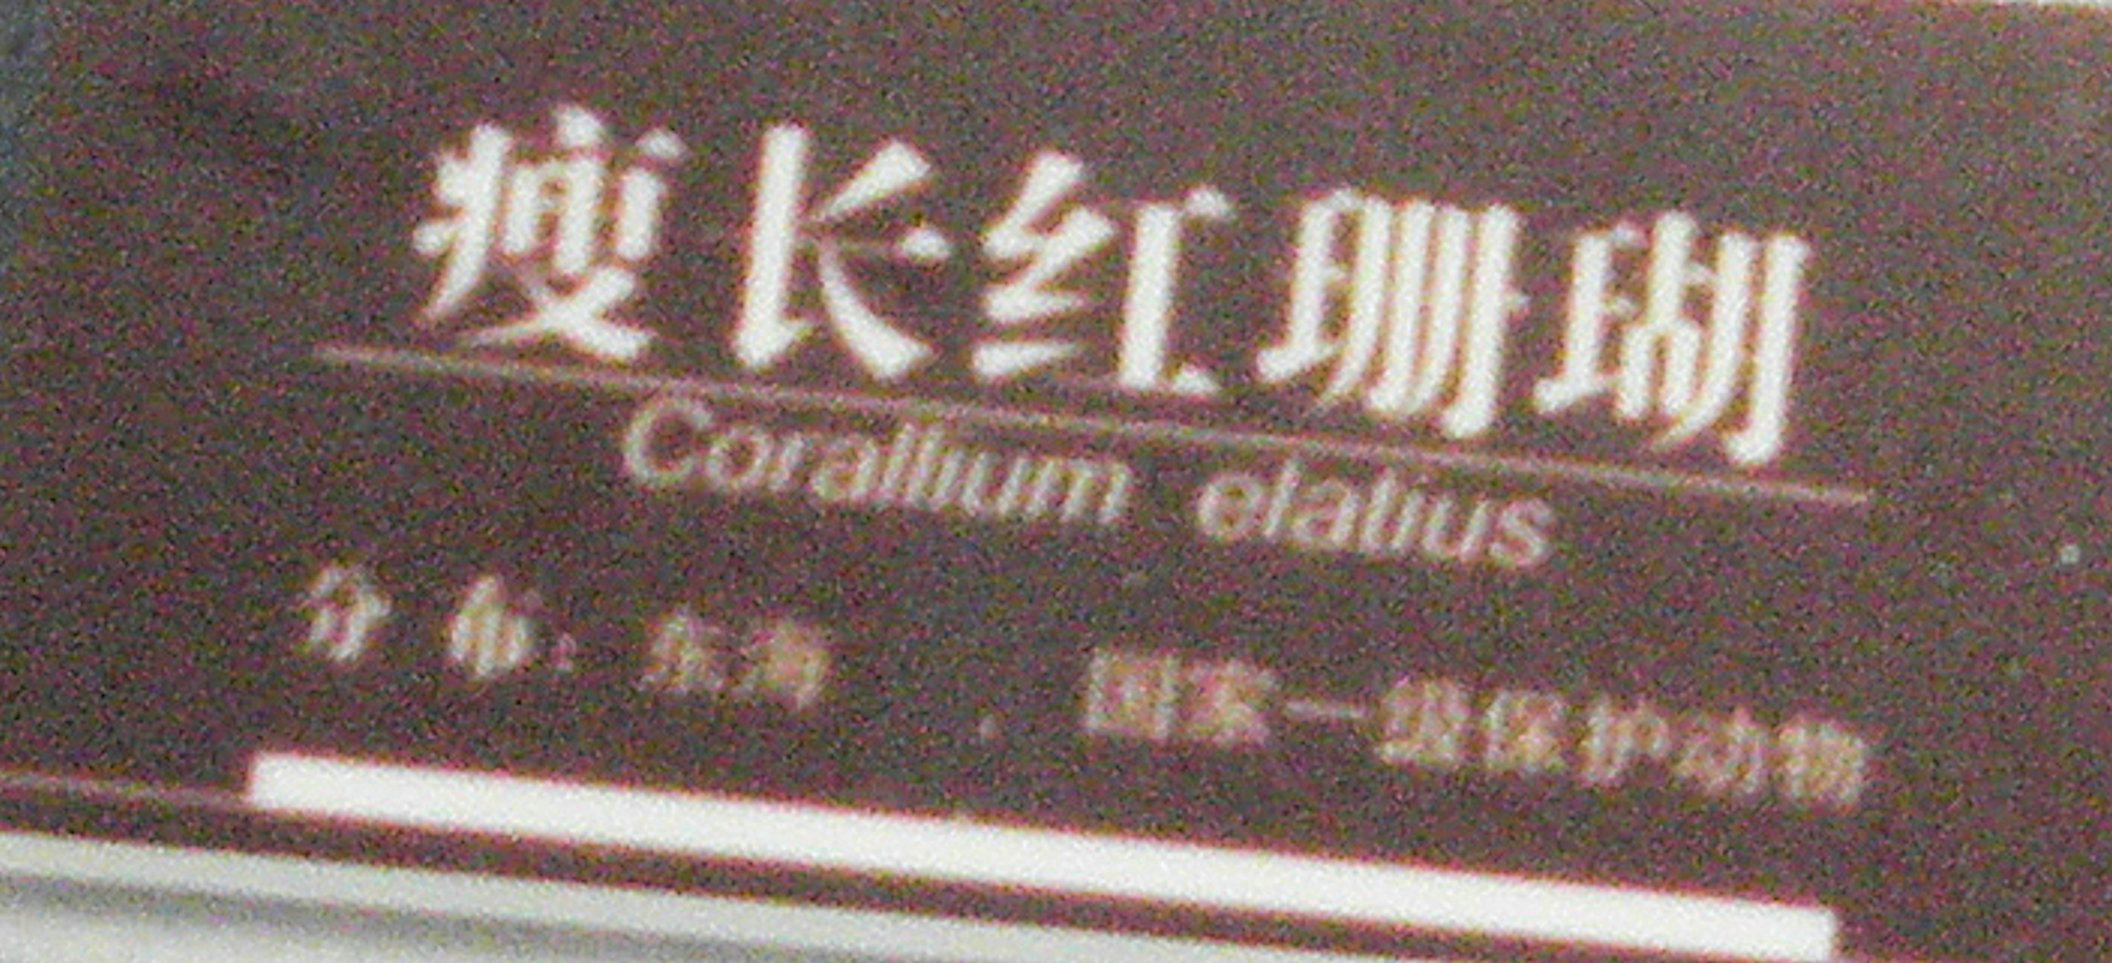 瘦长红珊瑚
Corallium elatius
分 布：东海 国家一级保护动物